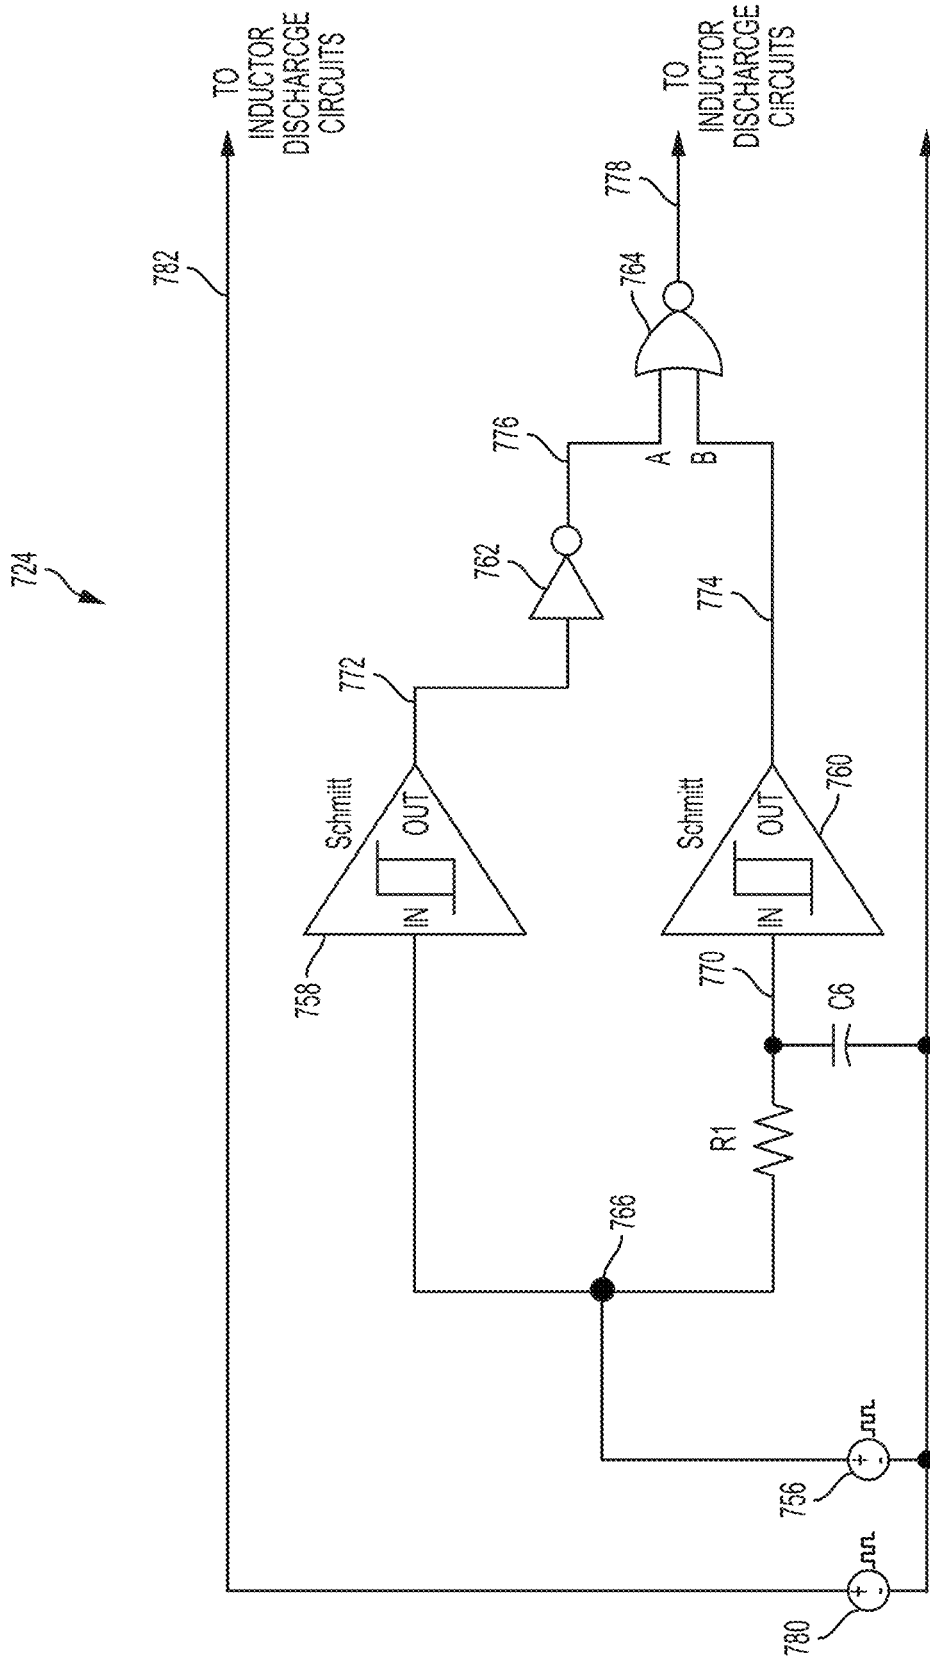 724
782
TO
INDUCTOR
DISCHARCGE
CIRCUITS
780
756
766
758
Schmitt
IN
OUT
772
762
776
R1
C6
770
Schmitt
IN
OUT
760
774
A
B
764
778
TO
INDUCTOR
DISCHARCGE
CIRCUITS
+
-
+
-